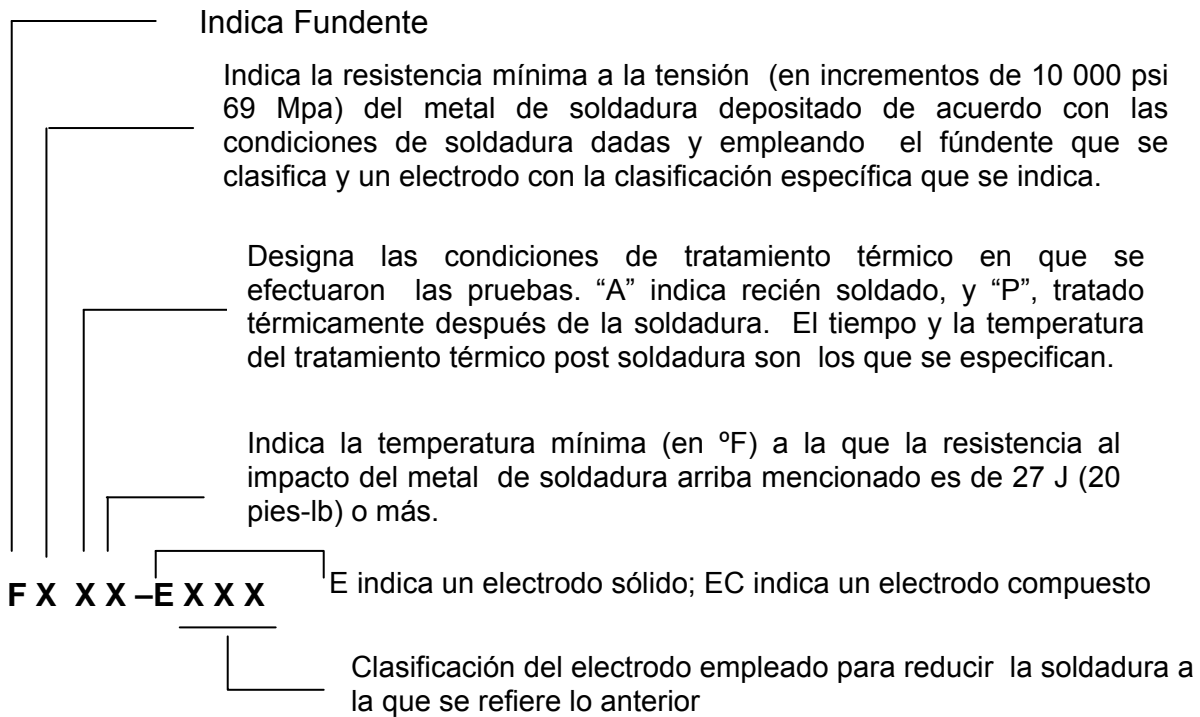 Indica Fundente
Indica la resistencia mínima a la tensión (en incrementos de 10 000 psi
69 Mpa) del metal de soldadura depositado de acuerdo con las
condiciones de soldadura dadas y empleando el fúndente que se
clasifica y un electrodo con la clasificación específica que se indica.
Designa las condiciones de tratamiento térmico en que se
efectuaron las pruebas. “A” indica recién soldado, y “P”, tratado
térmicamente después de la soldadura. El tiempo y la temperatura
del tratamiento térmico post soldadura son los que se especifican.
Indica la temperatura mínima (en ºF) a la que la resistencia al
impacto del metal de soldadura arriba mencionado es de 27 J (20
pies-lb) o más.
E indica un electrodo sólido; EC indica un electrodo compuesto
F X X X –E X X X
Clasificación del electrodo empleado para reducir la soldadura a
la que se refiere lo anterior